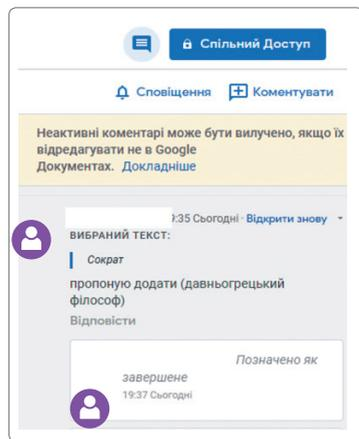 Спільний Доступ
Сповіщення Коментувати
Неактивні коментарі може бути вилучено, якщо їх
відредагувати не в Google
Документах. Докладніше
9:35 Сьогодні · Відкрити знову
ВИБРАНИЙ ТЕКСТ:
Сократ
пропоную додати (давньогрецький
філософ)
Відповісти
Позначено як
завершене
19:37 Сьогодні